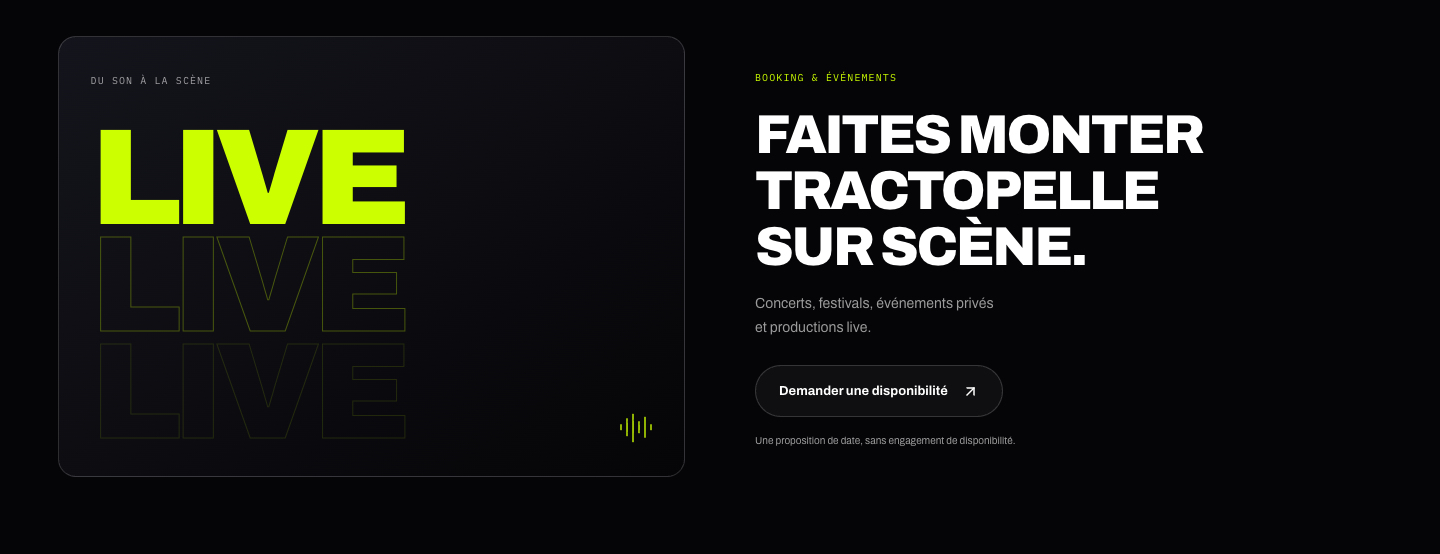 DU SON À LA SCÈNE
LIVE
LIVE
LIVE
BOOKING & ÉVÉNEMENTS
FAITES MONTER
TRACTOPELLE
SUR SCÈNE.
Concerts, festivals, événements privés
et productions live.
Demander une disponibilité
Une proposition de date, sans engagement de disponibilité.